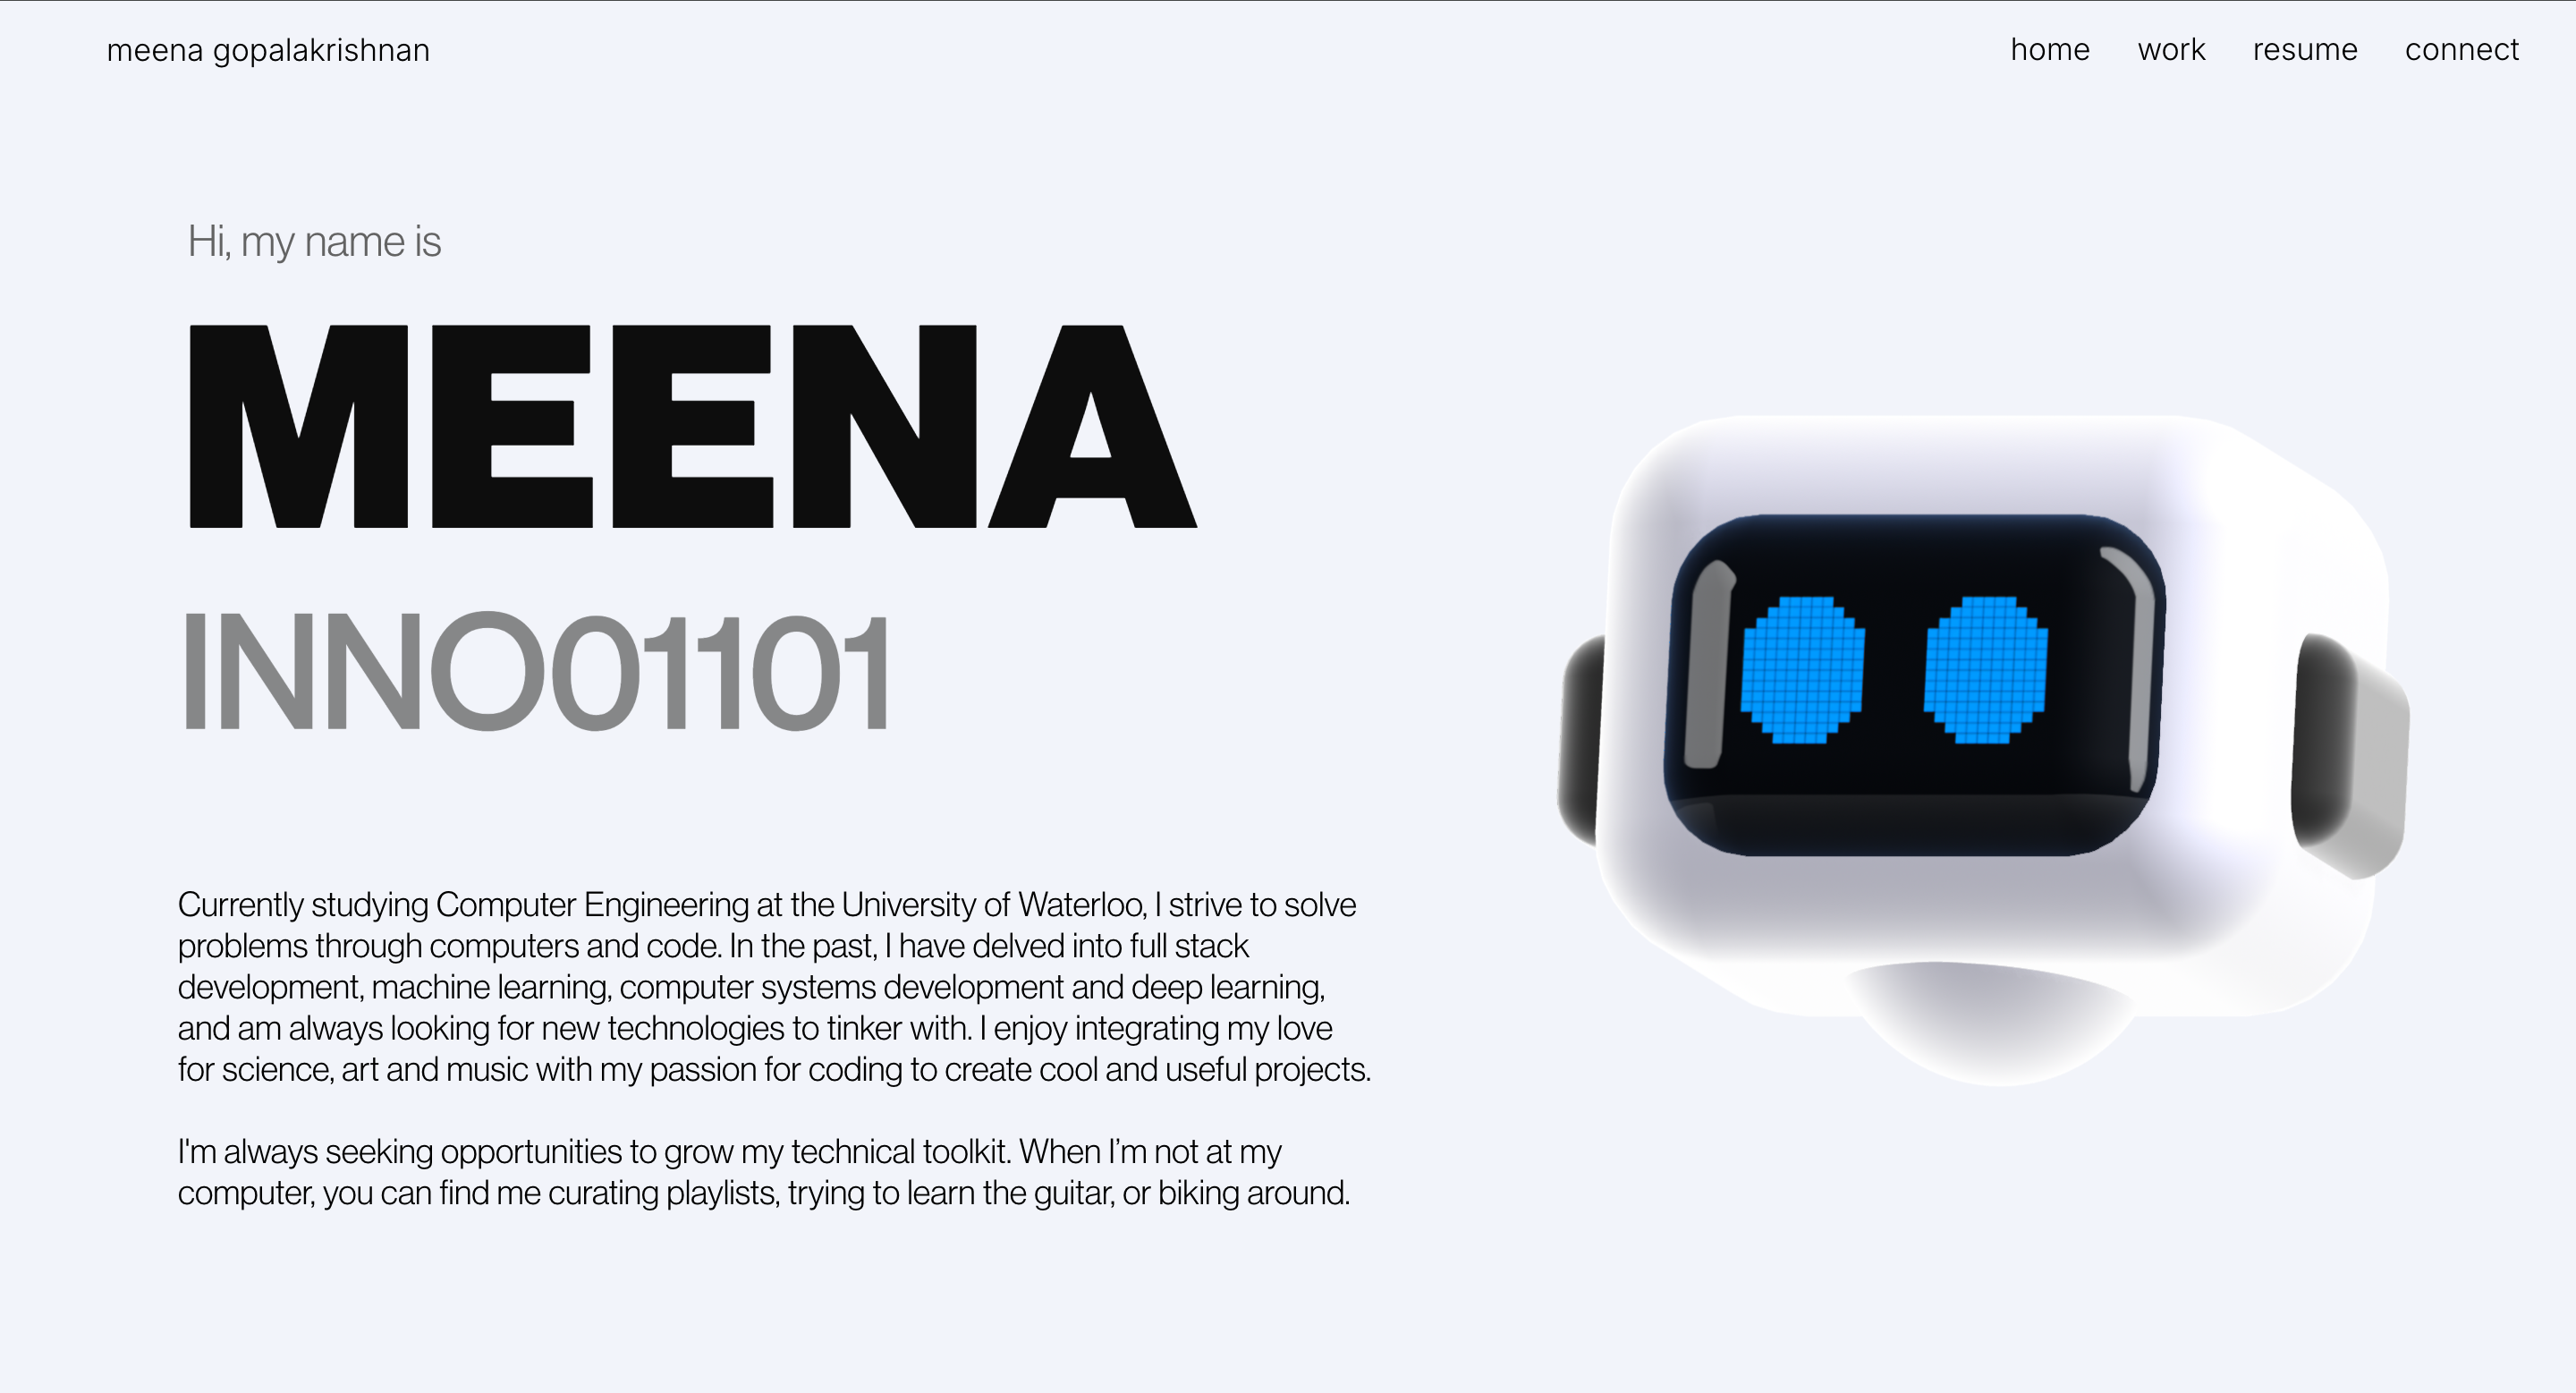 meena gopalakrishnan
home work resume connect
Hi, my name is
MEENA
INNO01101
Currently studying Computer Engineering at the University of Waterloo, I strive to solve
problems through computers and code. In the past, I have delved into full stack
development, machine learning, computer systems development and deep learning,
and am always looking for new technologies to tinker with. I enjoy integrating my love
for science, art and music with my passion for coding to create cool and useful projects.
I'm always seeking opportunities to grow my technical toolkit. When I’m not at my
computer, you can find me curating playlists, trying to learn the guitar, or biking around.